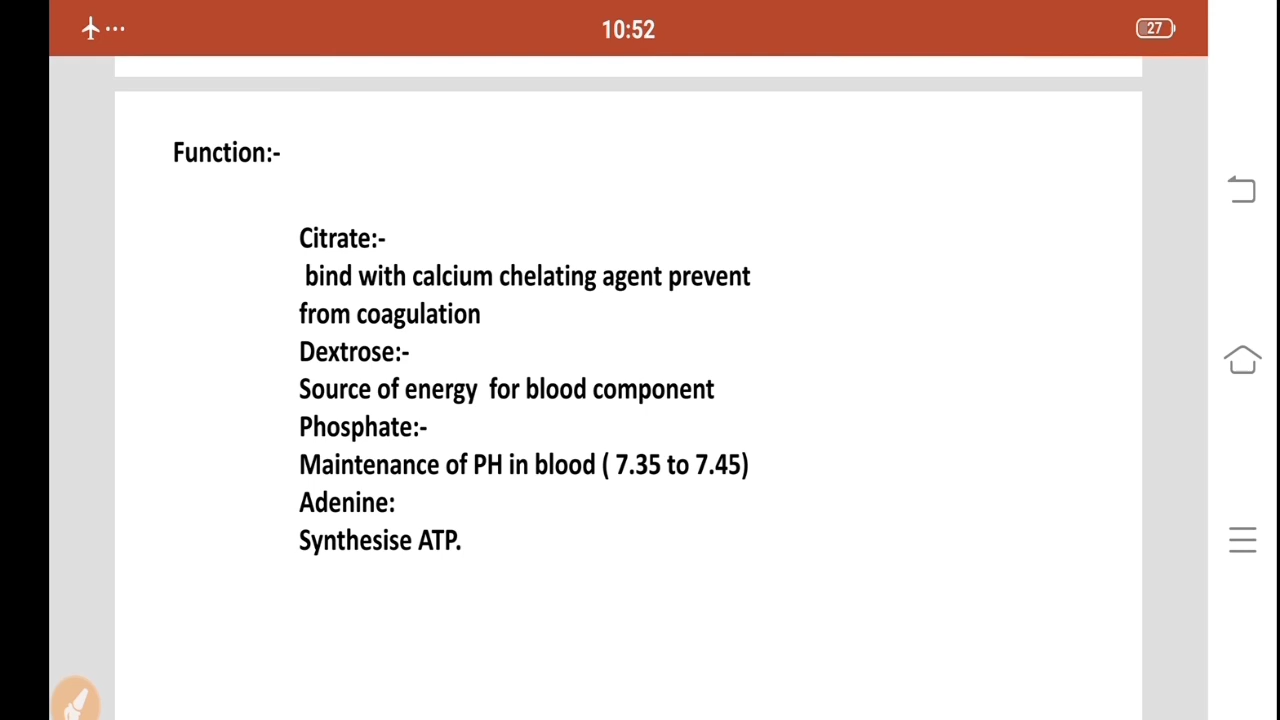 10:52
27
Function:-
Citrate:-
bind with calcium chelating agent prevent
from coagulation
Dextrose:-
Source of energy for blood component
Phosphate:-
Maintenance of PH in blood ( 7.35 to 7.45)
Adenine:
Synthesise ATP.